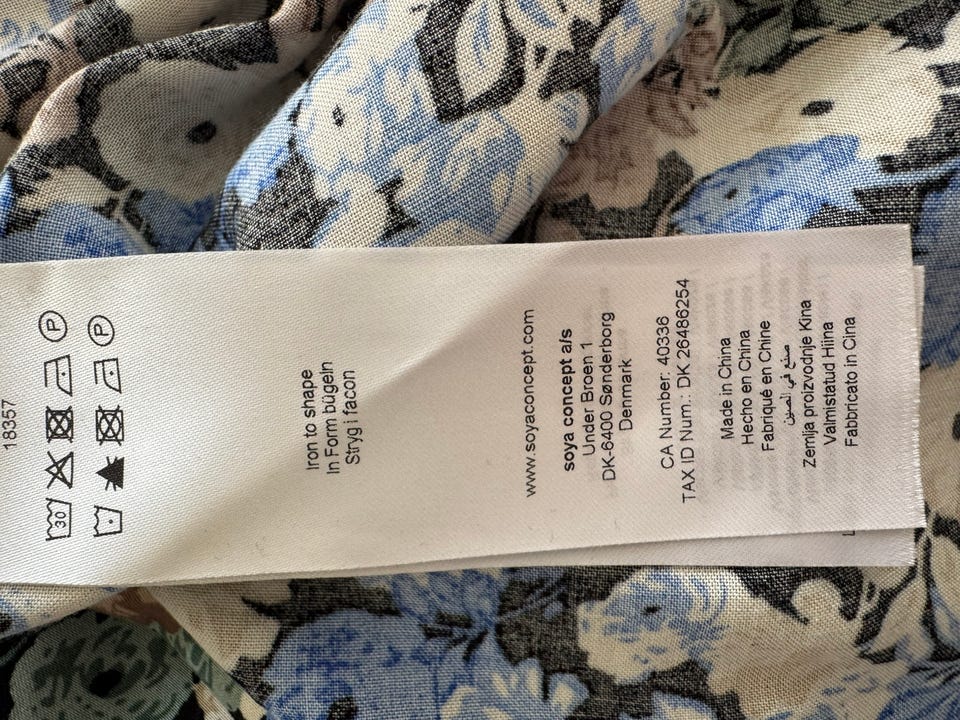 18357
30 P
P
Iron to shape
In Form bügeln
Stryg i facon
www.soyaconcept.com
soya concept a/s
Under Broen 1
DK-6400 Sønderborg
Denmark
CA Number: 40336
TAX ID Num.: DK 26486254
Made in China
Hecho en China
Fabriqué en Chine
صنع في الصين
Zemlja proizvodnje Kina
Valmistatud Hiina
Fabbricato in Cina